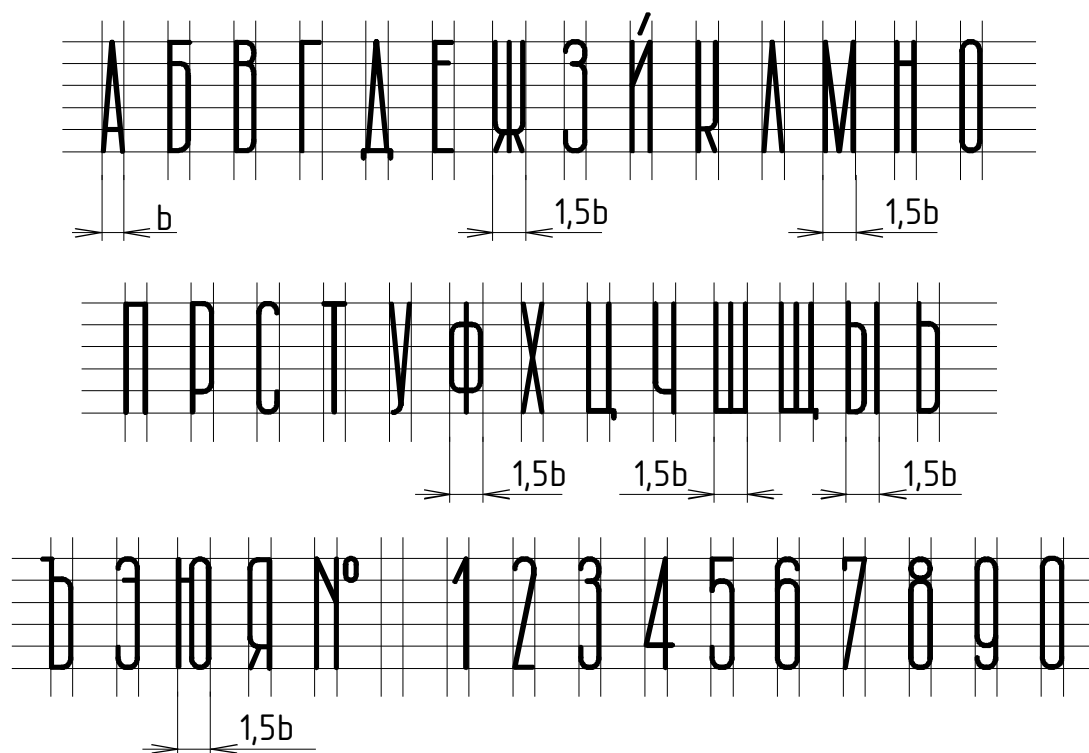 А Б В Г Д Е Ж З Й К Л М Н О
b 1,5b 1,5b
П Р С Т У Ф Х Ц Ч Ш Щ Ы Ь
1,5b 1,5b 1,5b
Ъ Э Ю Я № 1 2 3 4 5 6 7 8 9 0
1,5b